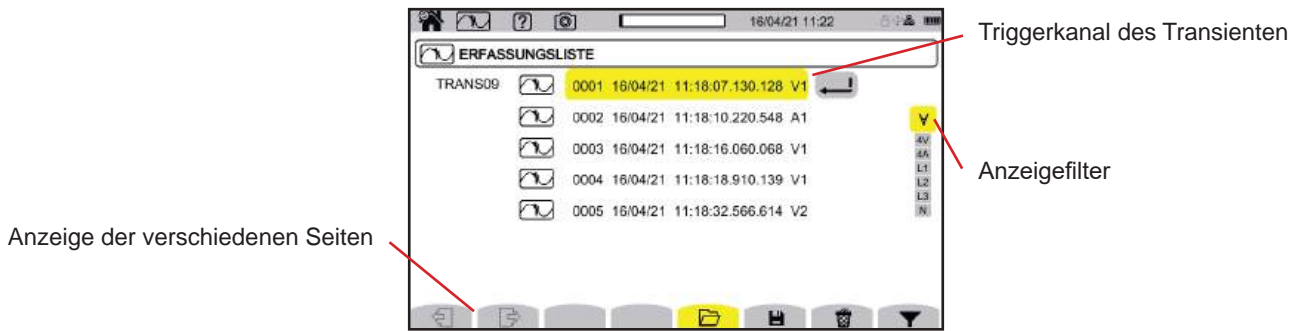 16/04/21 11:22
Triggerkanal des Transienten
ERFASSUNGSLISTE
TRANS09 0001 16/04/21 11:18:07.130.128 V1
0002 16/04/21 11:18:10.220.548 A1
∀
0003 16/04/21 11:18:16.060.068 V1
4V
4A
L1
Anzeigefilter
0004 16/04/21 11:18:18.910.139 V1
L2
L3
0005 16/04/21 11:18:32.566.614 V2
N
Anzeige der verschiedenen Seiten